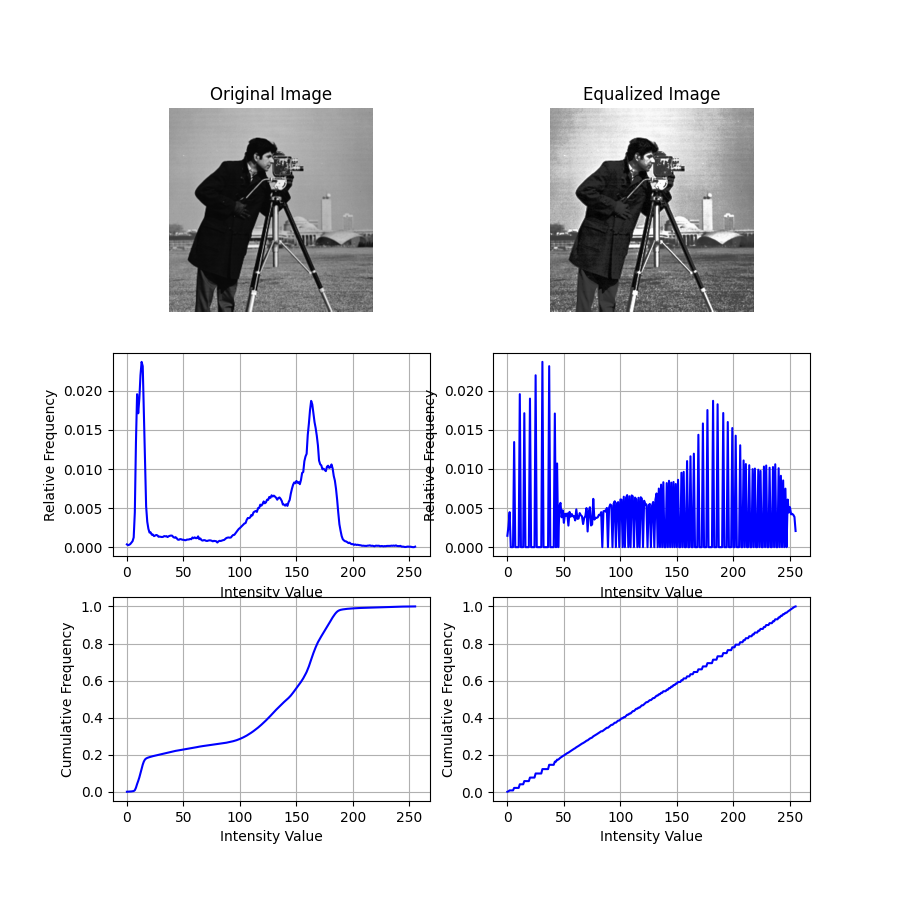 Original Image
Equalized Image
0.020
0.015
0.010
0.005
0.000
Relative Frequency
0 50 100 150 200 250
Intensity Value
0.020
0.015
0.010
0.005
0.000
Relative Frequency
0 50 100 150 200 250
Intensity Value
1.0
0.8
0.6
0.4
0.2
0.0
Cumulative Frequency
0 50 100 150 200 250
Intensity Value
1.0
0.8
0.6
0.4
0.2
0.0
Cumulative Frequency
0 50 100 150 200 250
Intensity Value